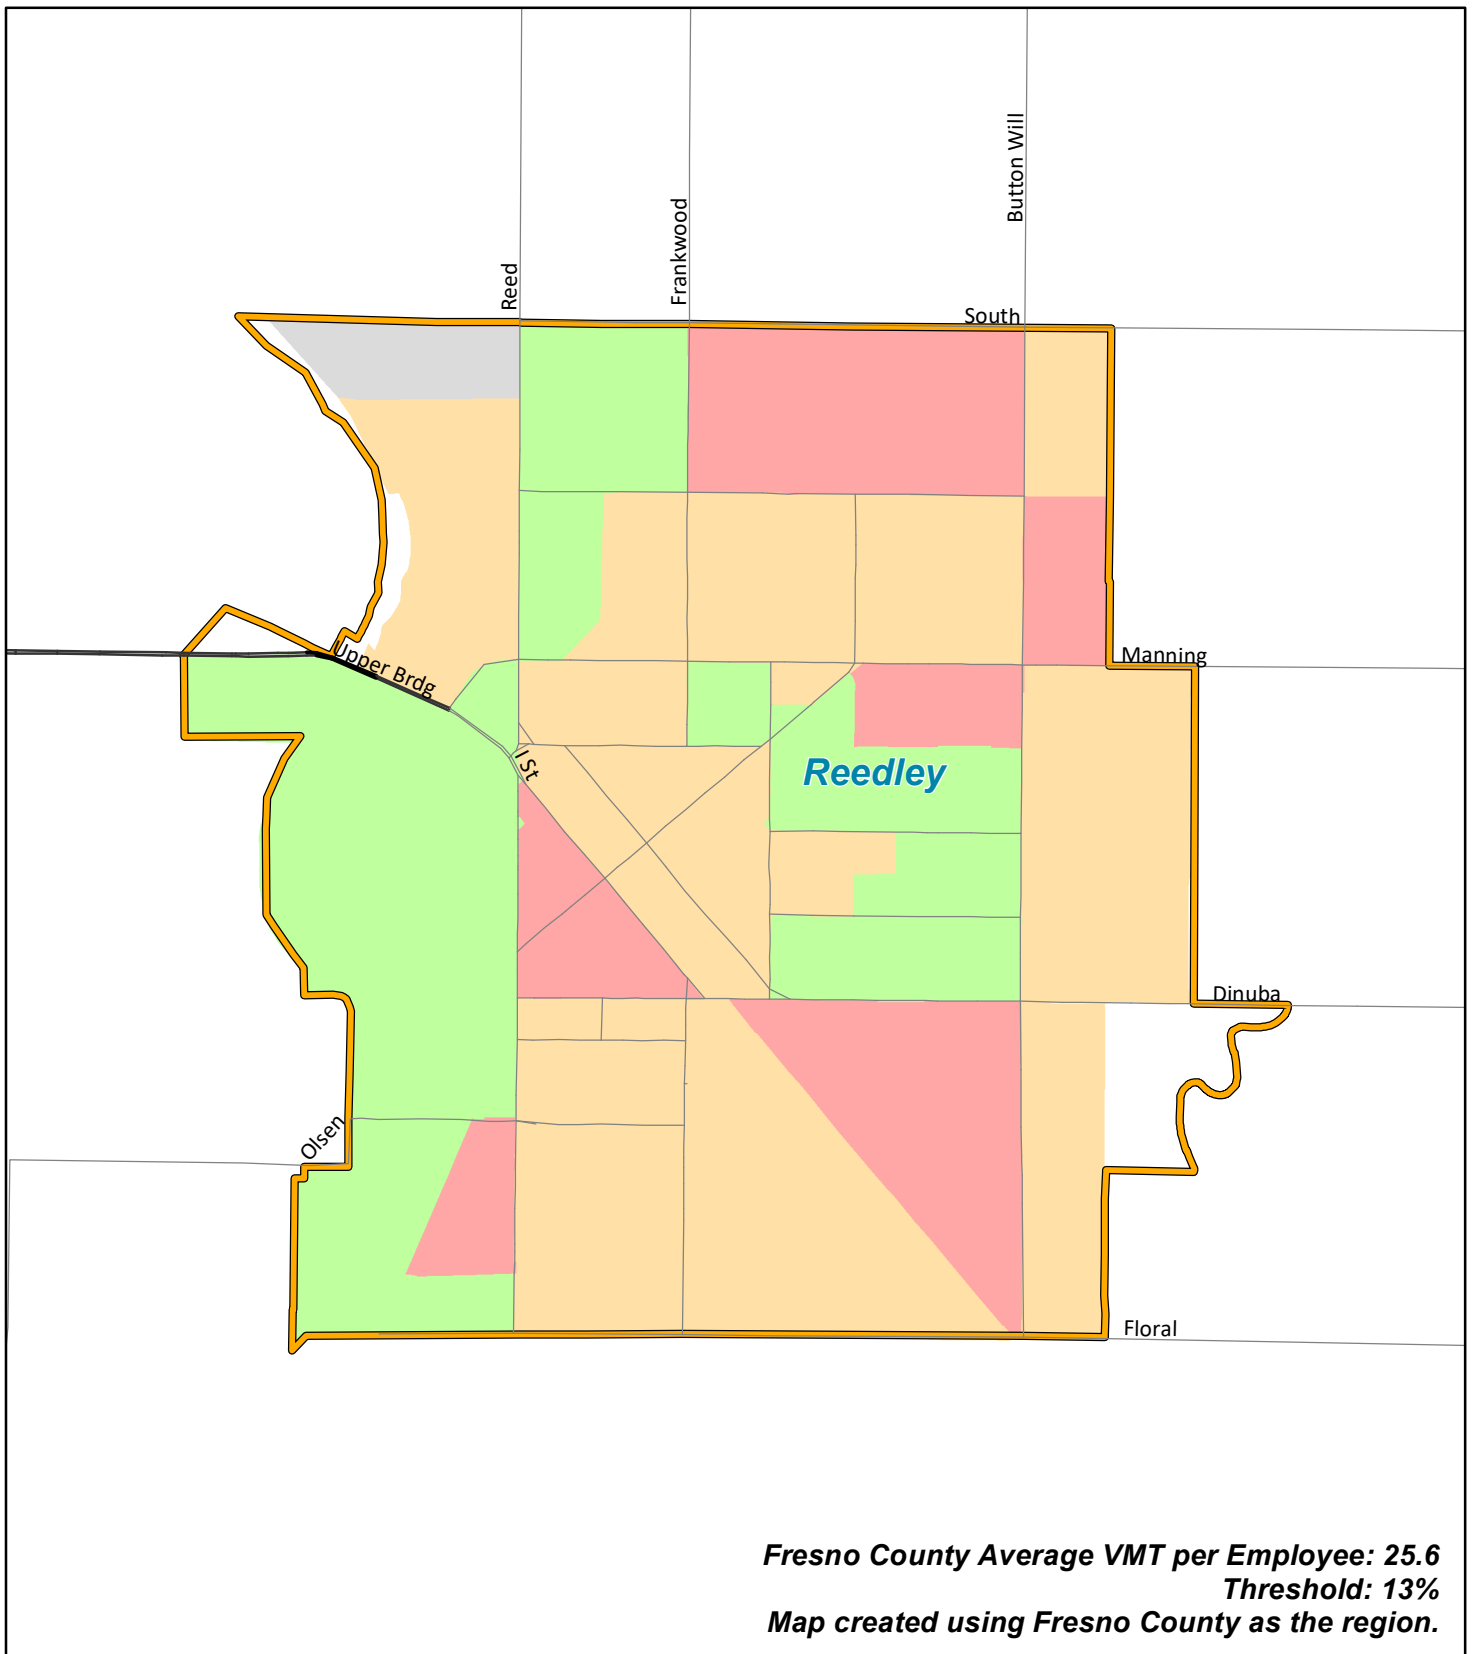 Button Will
Frankwood
Reed
South
Upper Brdg
Manning
I St
Reedley
Dinuba
Olsen
Floral
Fresno County Average VMT per Employee: 25.6
Threshold: 13%
Map created using Fresno County as the region.